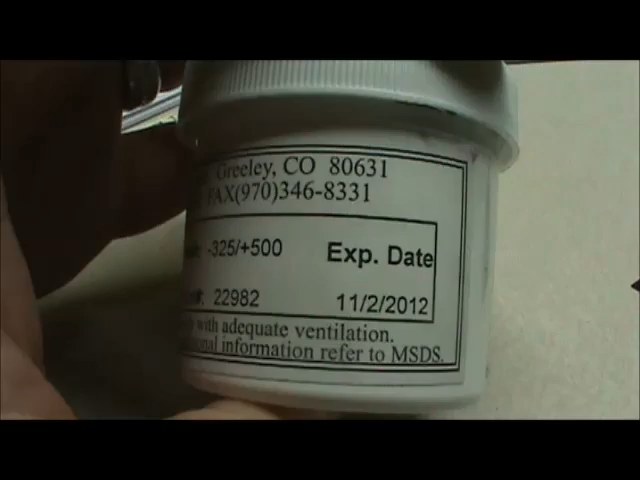 Greeley, CO 80631
FAX(970)346-8331
-325/+500 Exp. Date
22982 11/2/2012
with adequate ventilation.
information refer to MSDS.